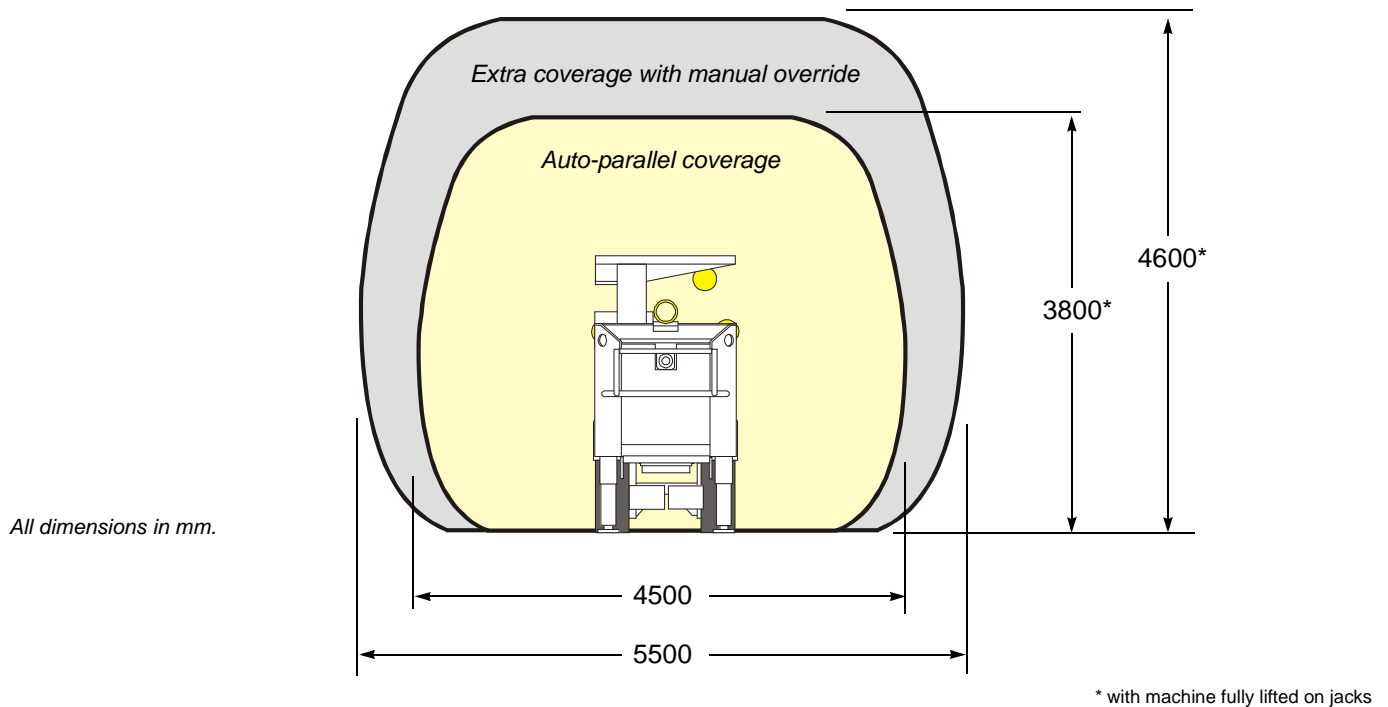 Extra coverage with manual override
Auto-parallel coverage
4600*
3800*
All dimensions in mm.
4500
5500
* with machine fully lifted on jacks